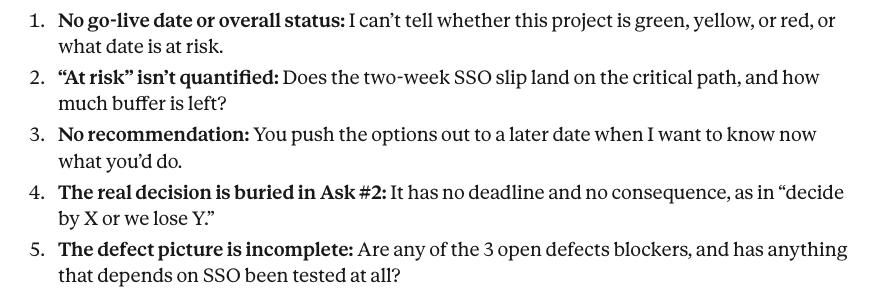 1. No go-live date or overall status: I can’t tell whether this project is green, yellow, or red, or
what date is at risk.
2. “At risk” isn’t quantified: Does the two-week SSO slip land on the critical path, and how
much buffer is left?
3. No recommendation: You push the options out to a later date when I want to know now
what you’d do.
4. The real decision is buried in Ask #2: It has no deadline and no consequence, as in “decide
by X or we lose Y.”
5. The defect picture is incomplete: Are any of the 3 open defects blockers, and has anything
that depends on SSO been tested at all?